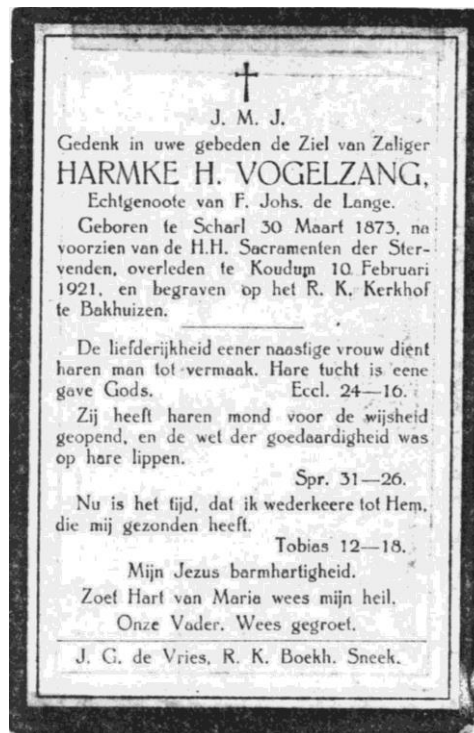 J. M. J.
Gedenk in uwe gebeden de Ziel van Zaliger
HARMKE H. VOGELZANG,
Echtgenoote van F. Johs. de Lange.
Geboren te Scharl 30 Maart 1873, na
voorzien van de H.H. Sacramenten der Ster-
venden, overleden te Koudum 10 Februari
1921, en begraven op het R. K. Kerkhof
te Bakhuizen.
De liefderijkheid eener naastige vrouw dient
haren man tot vermaak. Hare tucht is eene
gave Gods. Eccl. 24—16.
Zij heeft haren mond voor de wijsheid
geopend, en de wet der goedaardigheid was
op hare lippen.
Spr. 31—26.
Nu is het tijd, dat ik wederkeere tot Hem,
die mij gezonden heeft.
Tobias 12—18.
Mijn Jezus barmhartigheid.
Zoet Hart van Maria wees mijn heil.
Onze Vader. Wees gegroet.
J. G. de Vries, R. K. Boekh. Sneek.